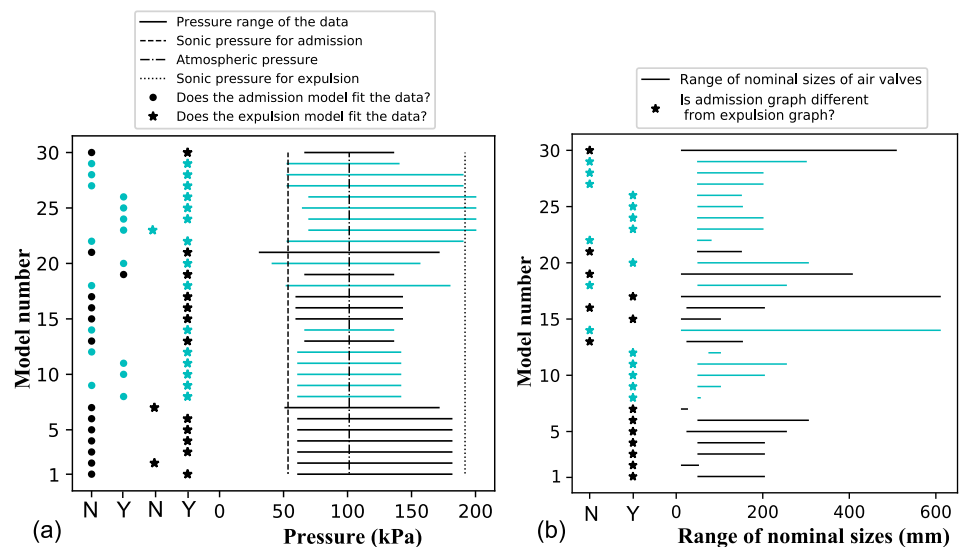 Pressure range of the data
Sonic pressure for admission
Atmospheric pressure
Sonic pressure for expulsion
Does the admission model fit the data?
Does the expulsion model fit the data?
30
25
20
15
10
5
1
Model number
N Y N Y 0 50 100 150 200
Pressure (kPa)
(a)
Range of nominal sizes of air valves
Is admission graph different
from expulsion graph?
30
25
20
15
10
5
1
Model number
N Y 0 200 400 600
Range of nominal sizes (mm)
(b)